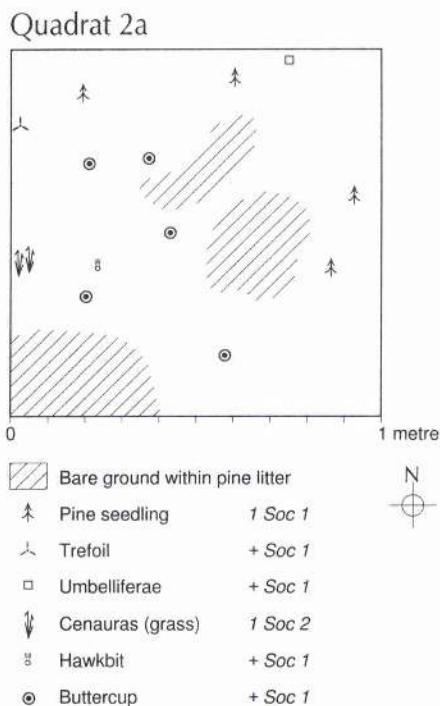 Quadrat 2a
0 1 metre
Bare ground within pine litter
N
Pine seedling 1 Soc 1
Trefoil + Soc 1
Umbelliferae + Soc 1
Cenauras (grass) 1 Soc 2
Hawkbit + Soc 1
Buttercup + Soc 1